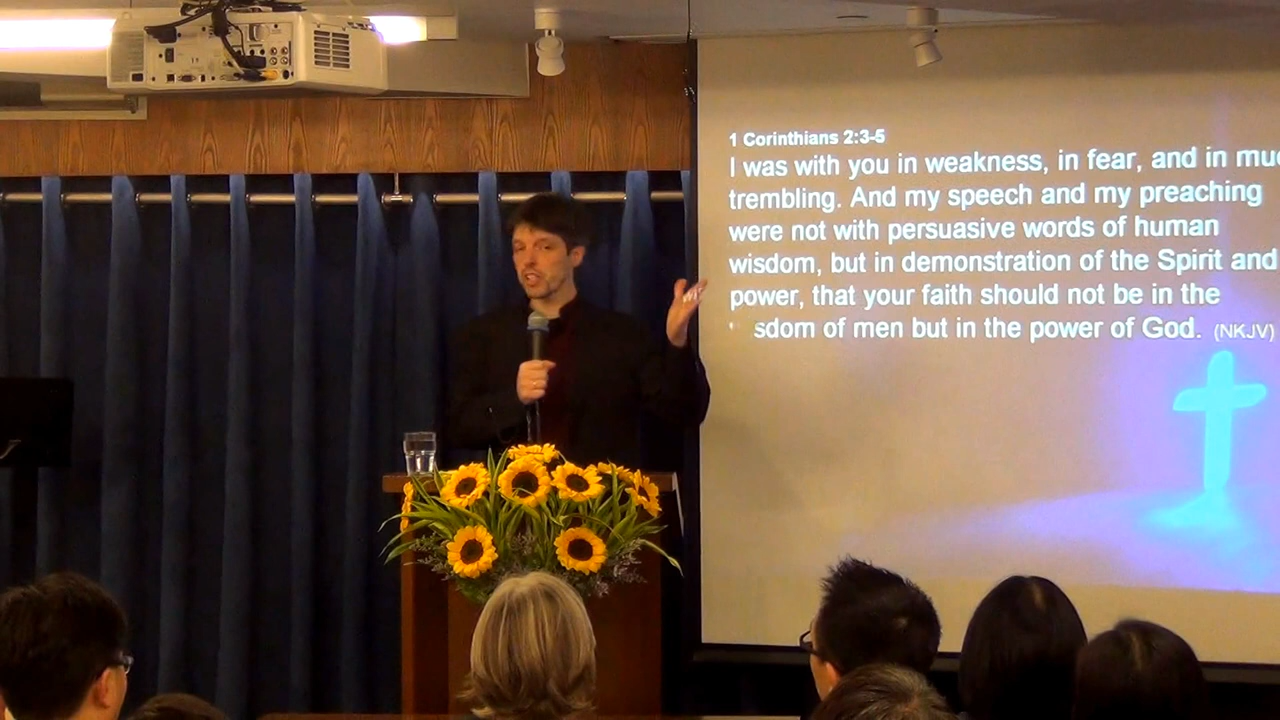 1 Corinthians 2:3-5
I was with you in weakness, in fear, and in muc
trembling. And my speech and my preaching
were not with persuasive words of human
wisdom, but in demonstration of the Spirit and
power, that your faith should not be in the
sdom of men but in the power of God. (NKJV)